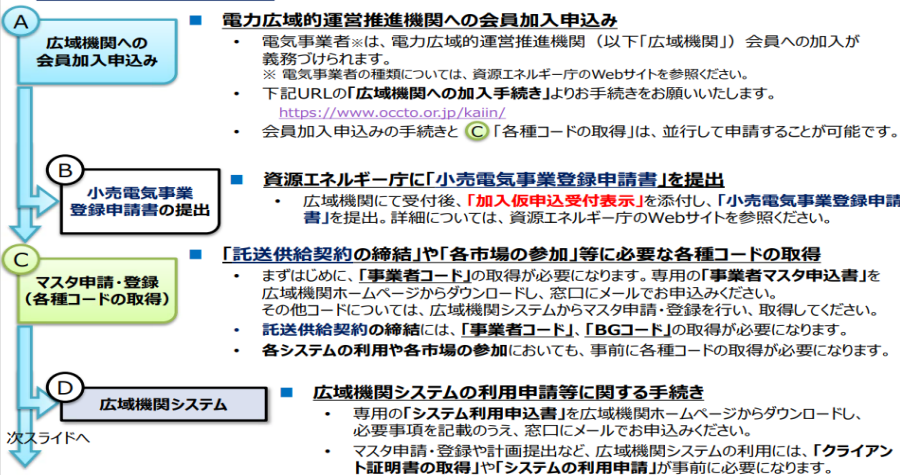 A
広域機関への
会員加入申込み
■ 電力広域的運営推進機関への会員加入申込み
• 電気事業者※は、電力広域的運営推進機関（以下「広域機関」）会員への加入が
義務づけられます。
※ 電気事業者の種類については、資源エネルギー庁のWebサイトを参照ください。
• 下記URLの「広域機関への加入手続き」よりお手続きをお願いいたします。
https://www.occto.or.jp/kaiin/
• 会員加入申込みの手続きと C 「各種コードの取得」は、並行して申請することが可能です。
B
小売電気事業
登録申請書の提出
■ 資源エネルギー庁に「小売電気事業登録申請書」を提出
• 広域機関にて受付後、「加入仮申込受付表示」を添付し、「小売電気事業登録申請
書」を提出。詳細については、資源エネルギー庁のWebサイトを参照ください。
C
マスタ申請・登録
（各種コードの取得）
■ 「託送供給契約の締結」や「各市場の参加」等に必要な各種コードの取得
• まずはじめに、「事業者コード」の取得が必要になります。専用の「事業者マスタ申込書」を
広域機関ホームページからダウンロードし、窓口にメールでお申込みください。
その他コードについては、広域機関システムからマスタ申請・登録を行い、取得してください。
• 託送供給契約の締結には、「事業者コード」、「BGコード」の取得が必要になります。
• 各システムの利用や各市場の参加においても、事前に各種コードの取得が必要になります。
D
広域機関システム
■ 広域機関システムの利用申請等に関する手続き
• 専用の「システム利用申込書」を広域機関ホームページからダウンロードし、
必要事項を記載のうえ、窓口にメールでお申込みください。
• マスタ申請・登録や計画提出など、広域機関システムの利用には、「クライアン
ト証明書の取得」や「システムの利用申請」が事前に必要になります。
次スライドへ